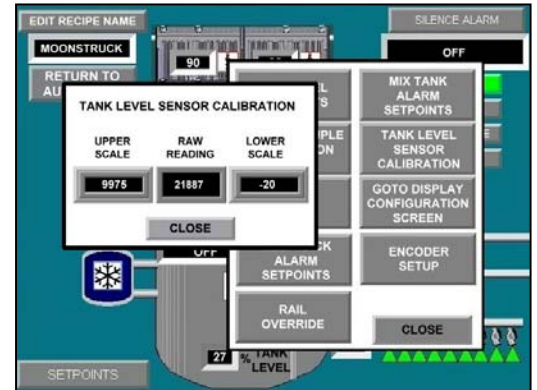 EDIT RECIPE NAME
MOONSTRUCK
RETURN TO
SILENCE ALARM
OFF
90
TANK LEVEL SENSOR CALIBRATION
UPPER
SCALE
RAW
READING
LOWER
SCALE
9975
21887
-20
CLOSE
MIX TANK
ALARM
SETPOINTS
TANK LEVEL
SENSOR
CALIBRATION
GOTO DISPLAY
CONFIGURATION
SCREEN
ALARM
SETPOINTS
ENCODER
SETUP
RAIL
OVERRIDE
CLOSE
27
% TANK
LEVEL
SETPOINTS